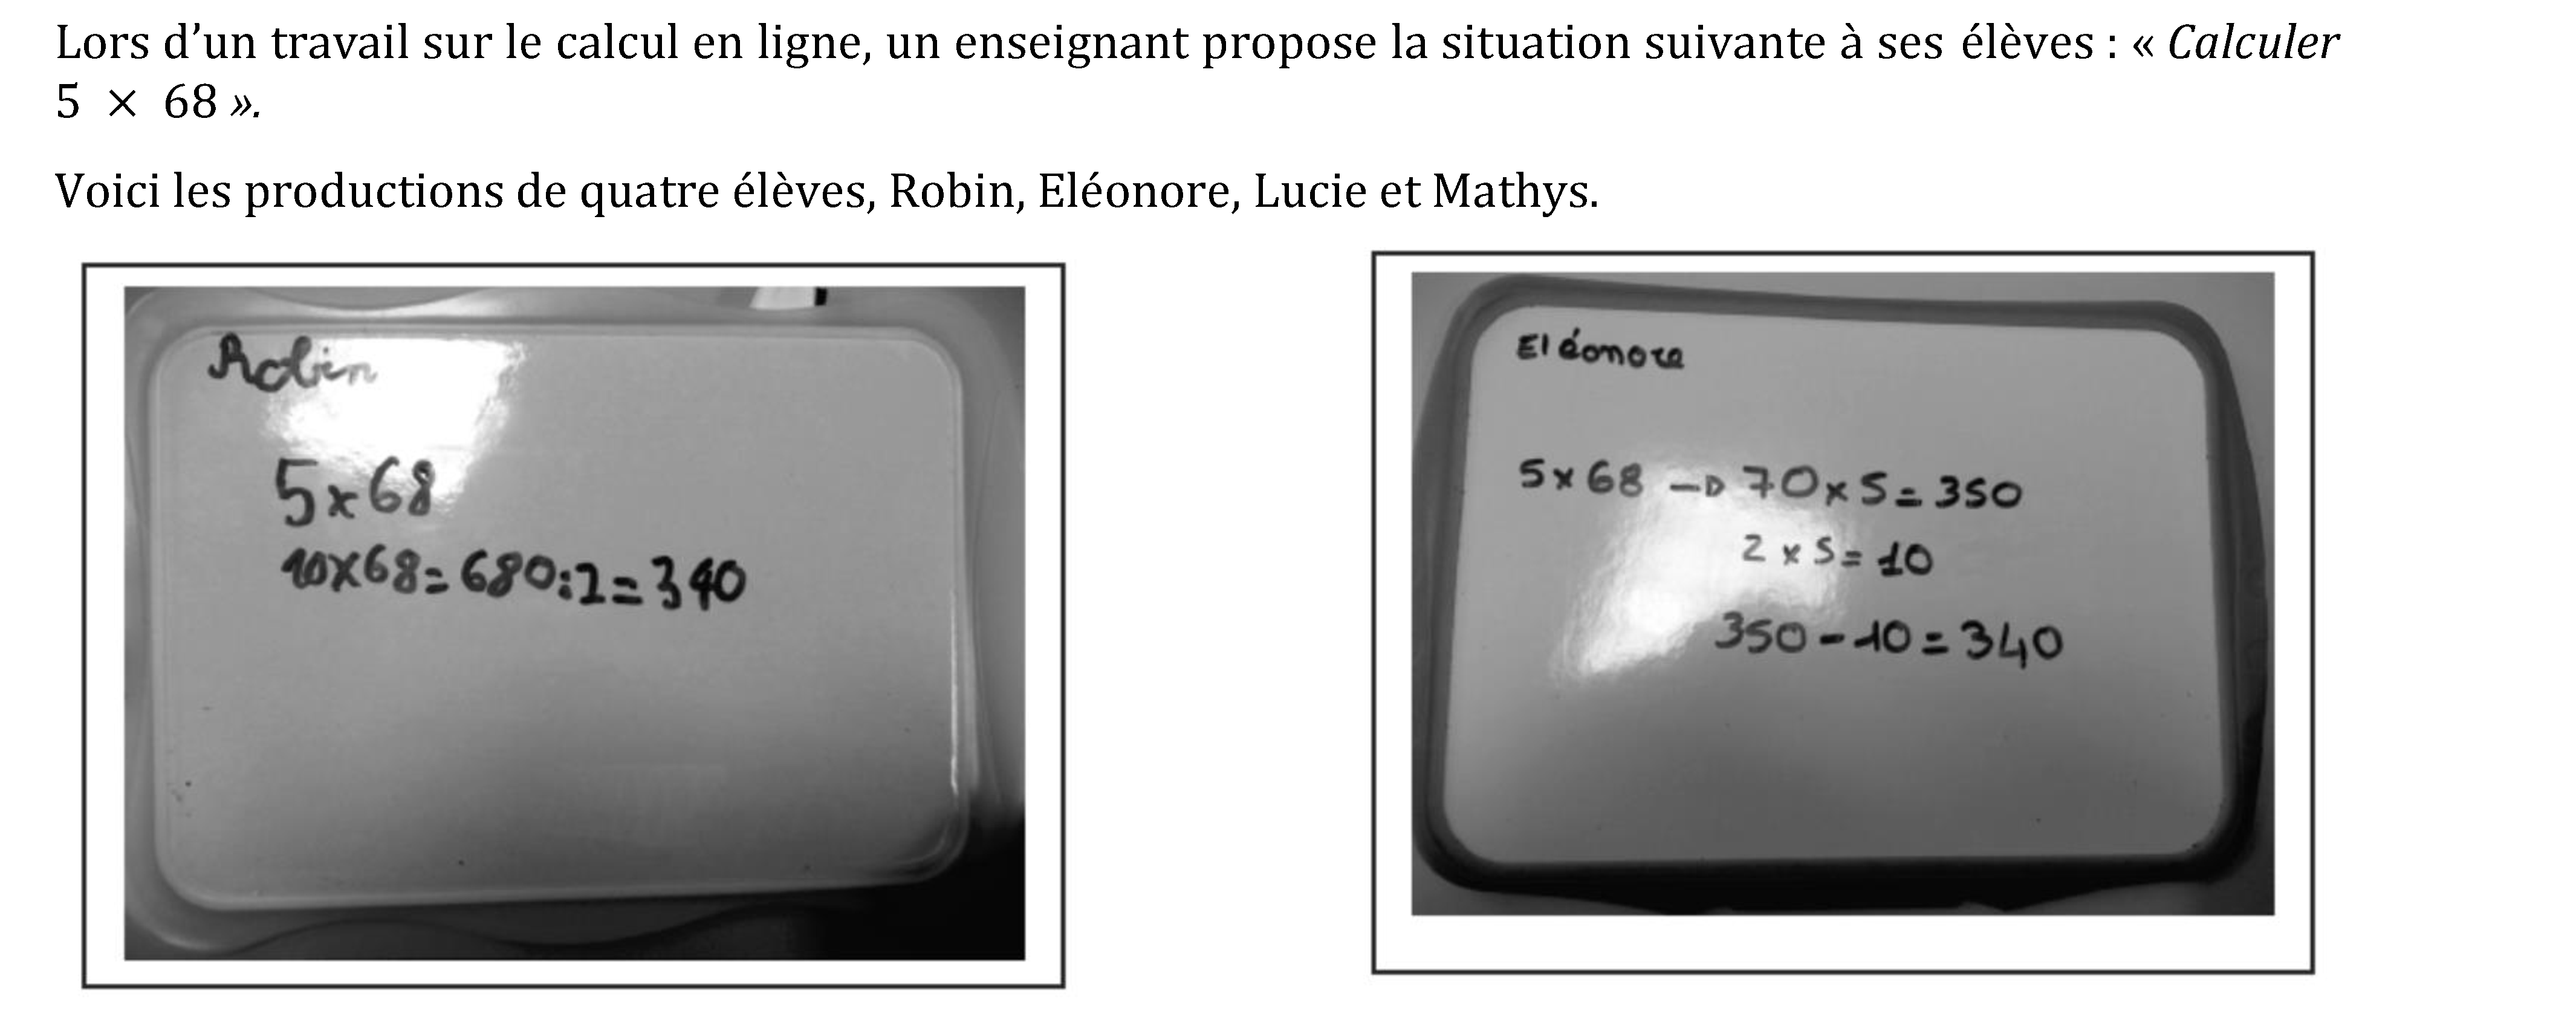 Lors d’un travail sur le calcul en ligne, un enseignant propose la situation suivante à ses élèves : « Calculer
5 × 68 ».
Voici les productions de quatre élèves, Robin, Eléonore, Lucie et Mathys.
Robin
5x68
10x68=680:2=340
Eléonore
5x68 → 70x5=350
2x5=10
350-10=340